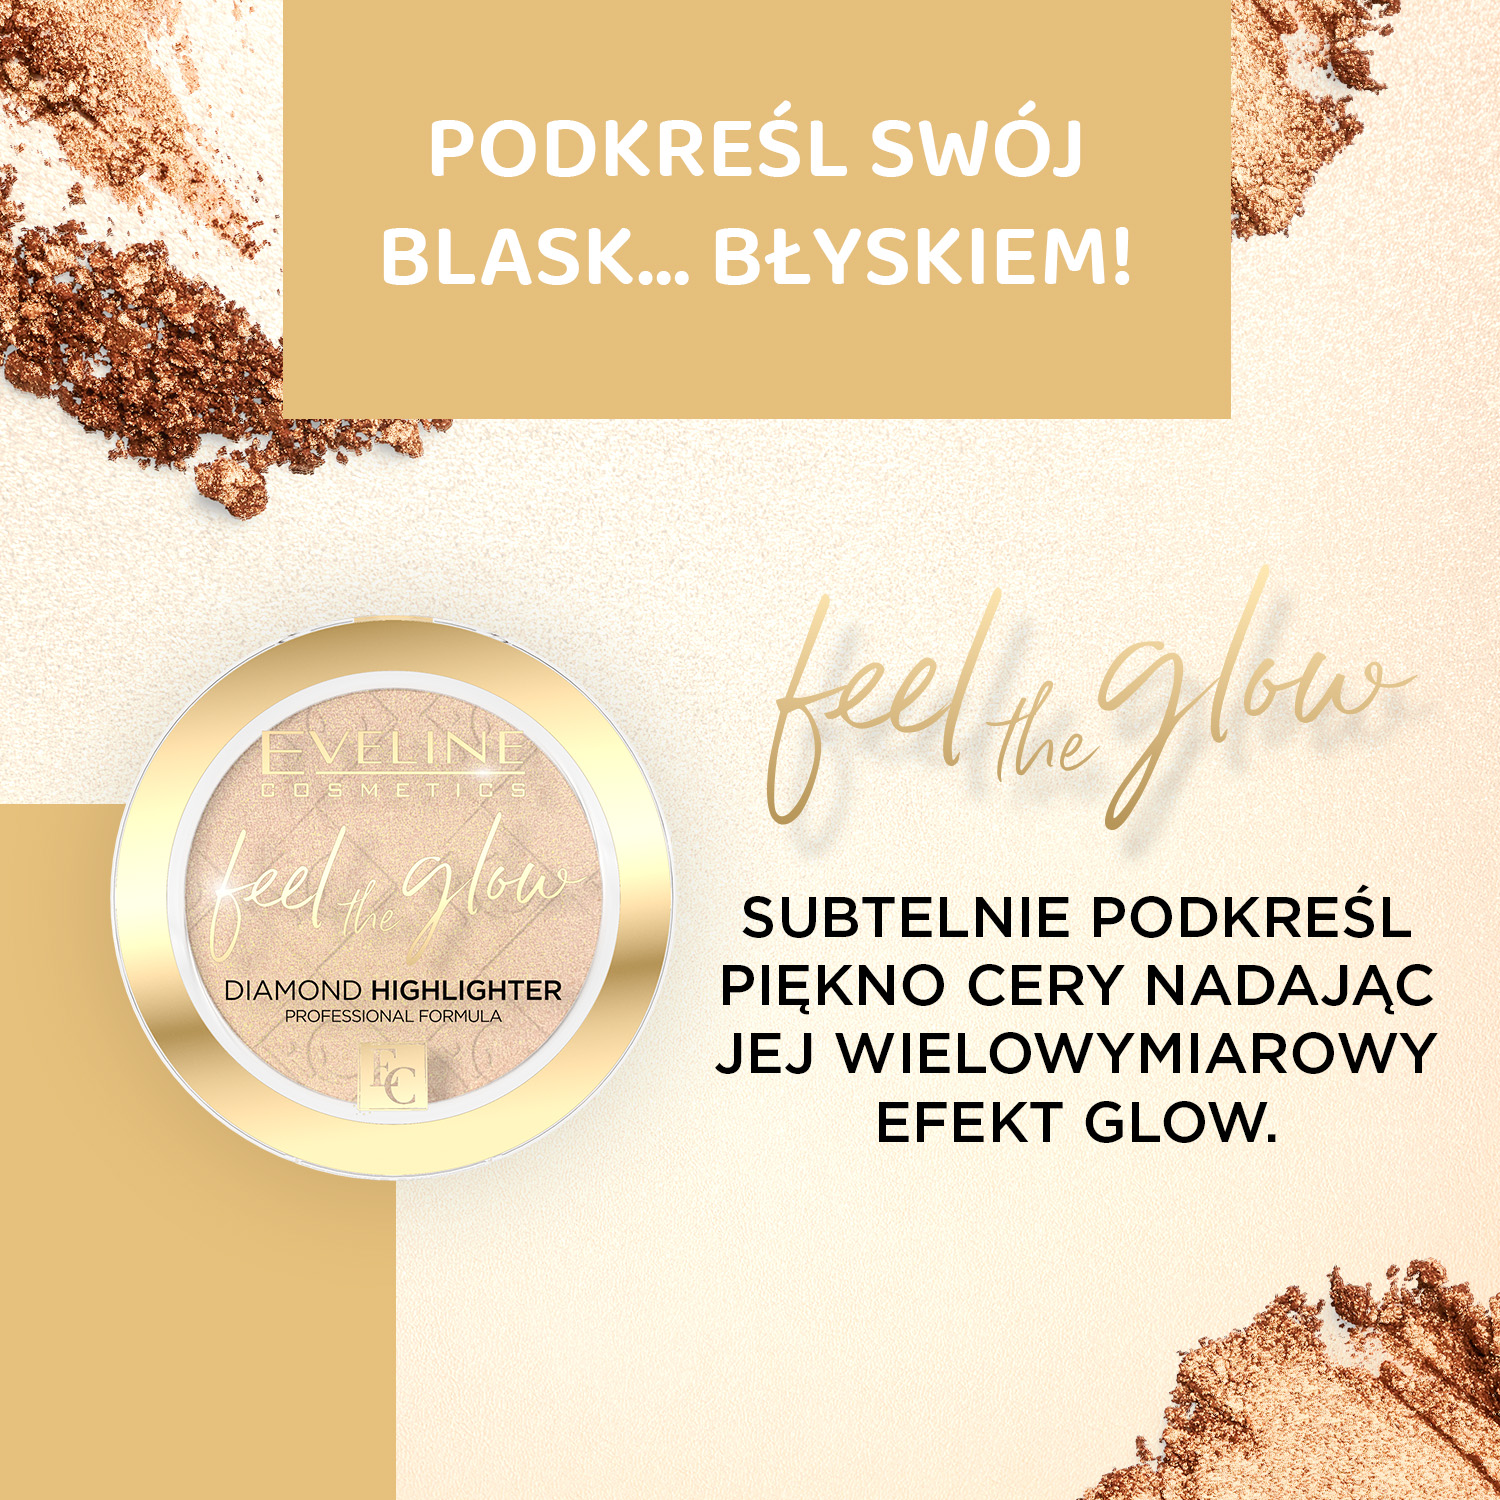 PODKREŚL SWÓJ
BLASK... BŁYSKIEM!
feel the glow
EVELINE
COSMETICS
feel the glow
DIAMOND HIGHLIGHTER
PROFESSIONAL FORMULA
EC
SUBTELNIE PODKREŚL
PIĘKNO CERY NADAJĄC
JEJ WIELOWYMIAROWY
EFEKT GLOW.